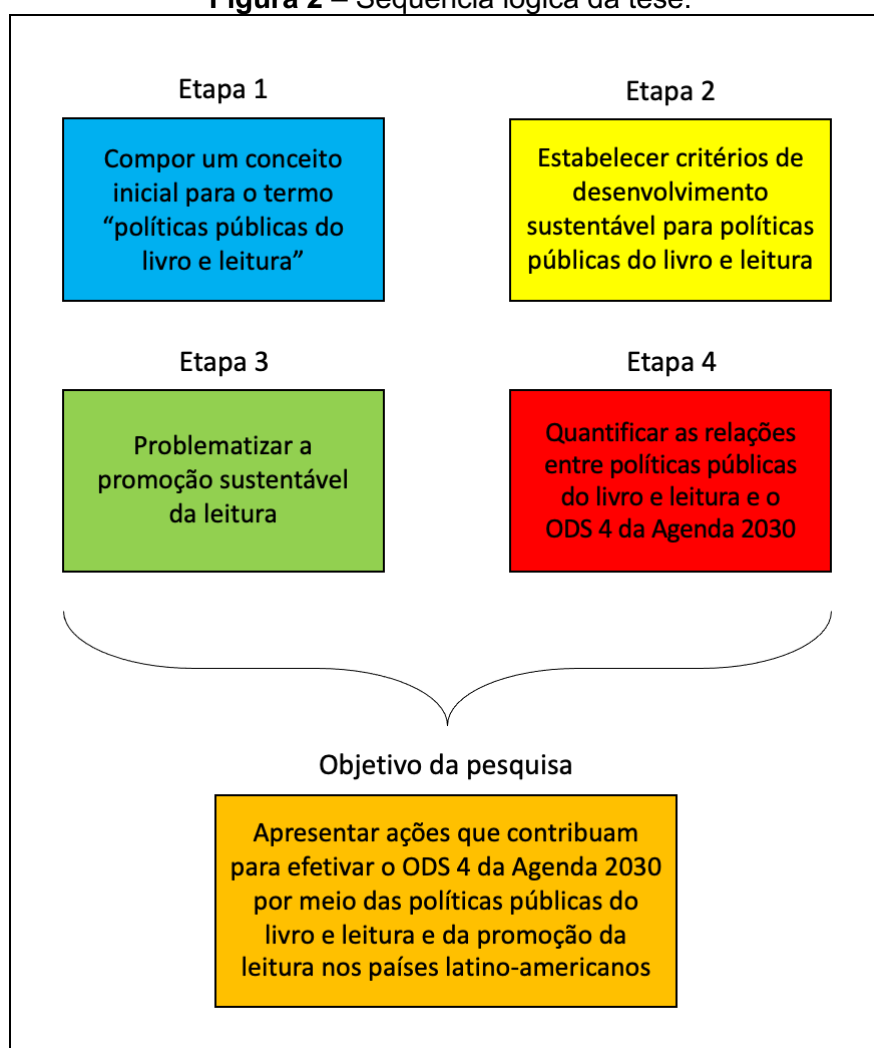 Figura 2 – Sequência lógica da tese.
Etapa 1
Compor um conceito
inicial para o termo
“políticas públicas do
livro e leitura”
Etapa 2
Estabelecer critérios de
desenvolvimento
sustentável para políticas
públicas do livro e leitura
Etapa 3
Problematizar a
promoção sustentável
da leitura
Etapa 4
Quantificar as relações
entre políticas públicas
do livro e leitura e o
ODS 4 da Agenda 2030
Objetivo da pesquisa
Apresentar ações que contribuam
para efetivar o ODS 4 da Agenda 2030
por meio das políticas públicas do
livro e leitura e da promoção da
leitura nos países latino-americanos